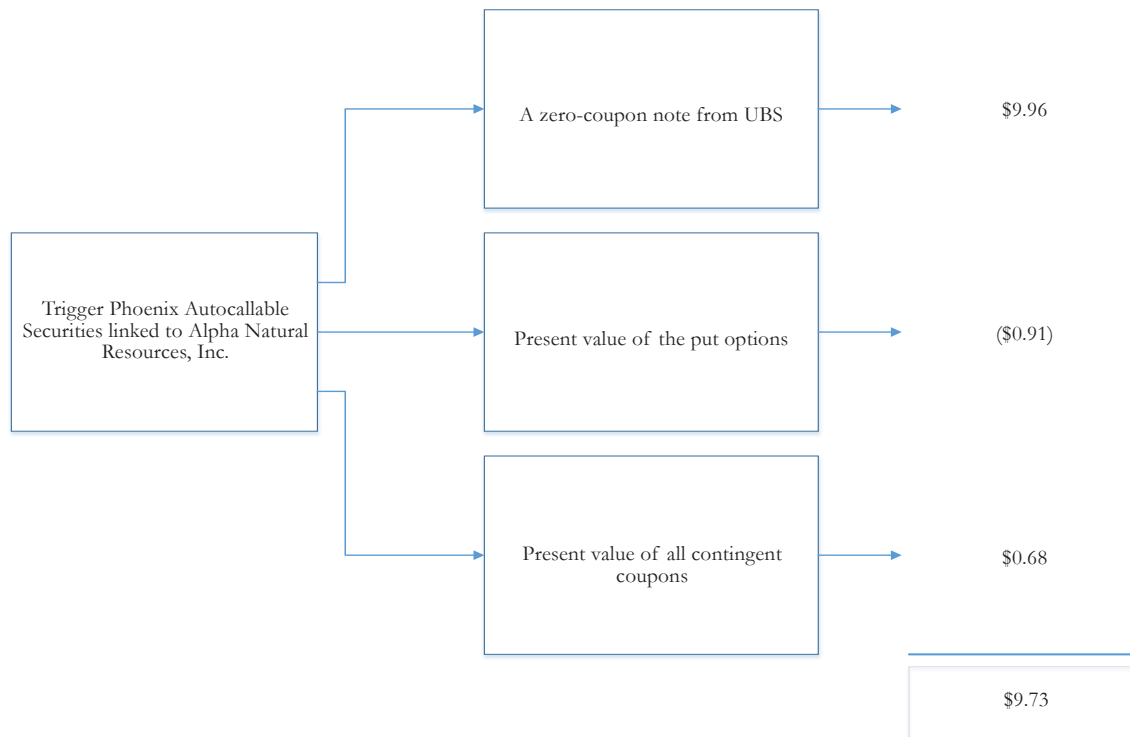 A zero-coupon note from UBS
$9.96
Trigger Phoenix Autocallable
Securities linked to Alpha Natural
Resources, Inc.
Present value of the put options
($0.91)
Present value of all contingent
coupons
$0.68
$9.73